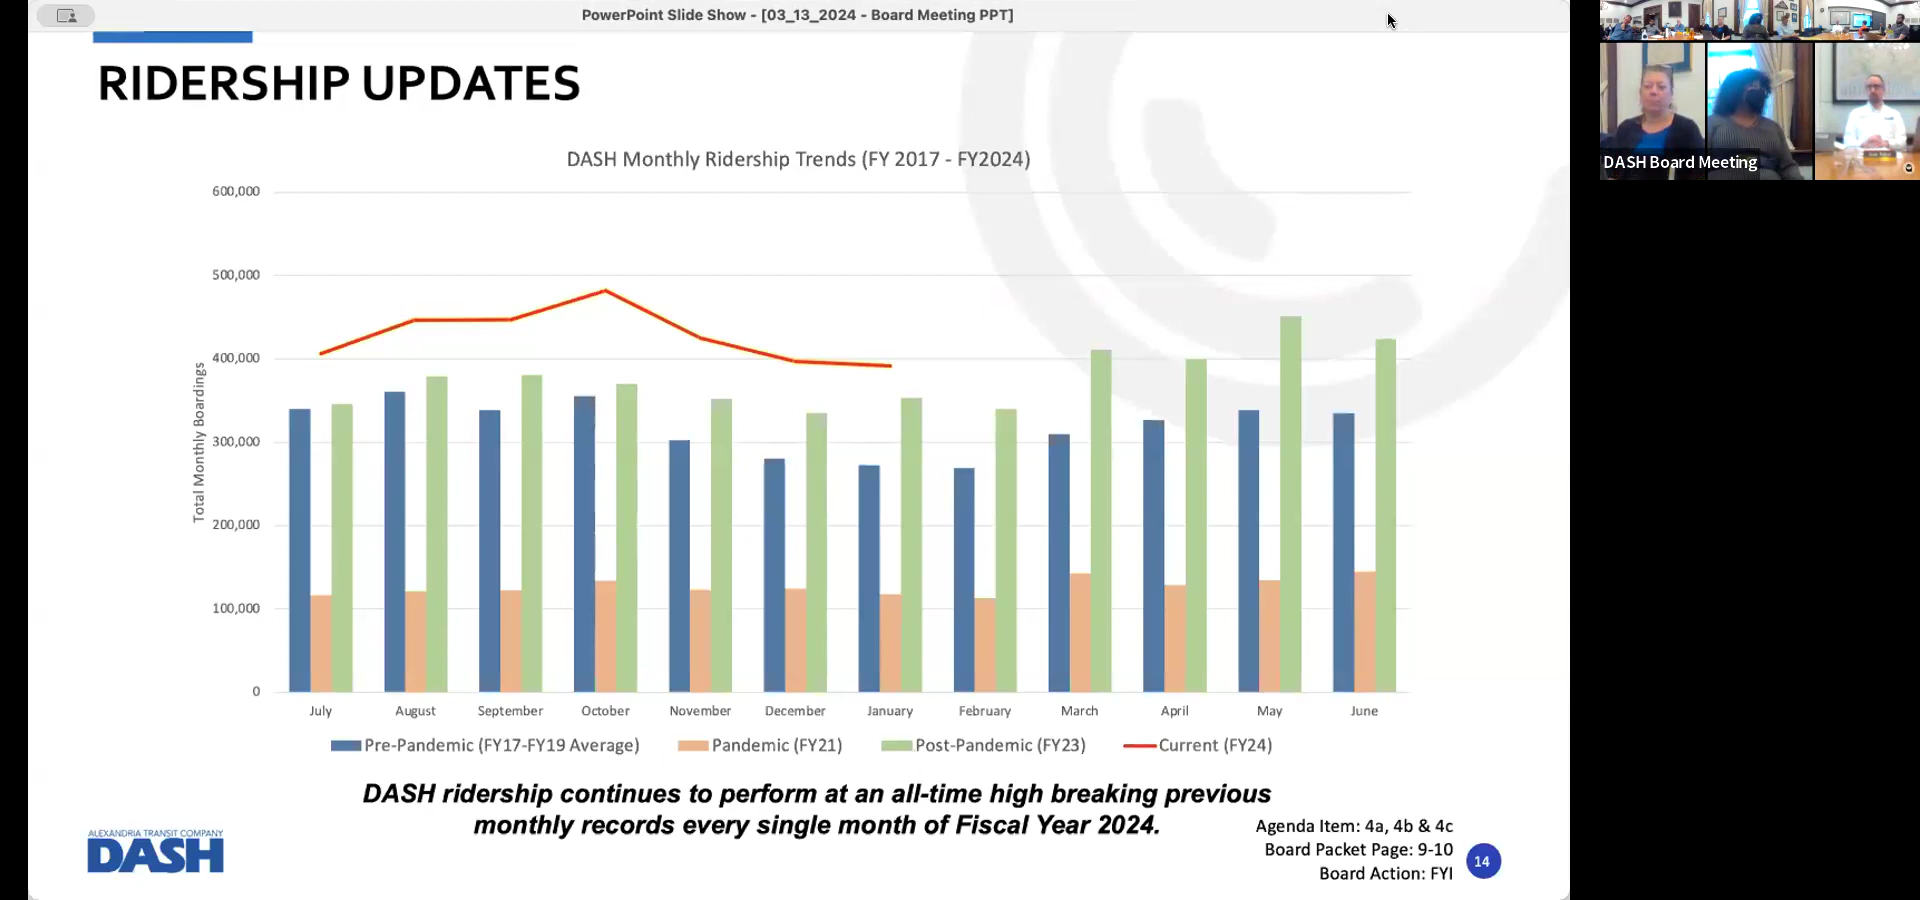 PowerPoint Slide Show - [03_13_2024 - Board Meeting PPT]
RIDERSHIP UPDATES
DASH Monthly Ridership Trends (FY 2017 - FY2024)
600,000
500,000
400,000
300,000
200,000
100,000
0
Total Monthly Boardings
July August September October November December January February March April May June
Pre-Pandemic (FY17-FY19 Average) Pandemic (FY21) Post-Pandemic (FY23) Current (FY24)
DASH ridership continues to perform at an all-time high breaking previous
monthly records every single month of Fiscal Year 2024.
Agenda Item: 4a, 4b & 4c
Board Packet Page: 9-10
Board Action: FYI
14
ALEXANDRIA TRANSIT COMPANY
DASH
DASH Board Meeting